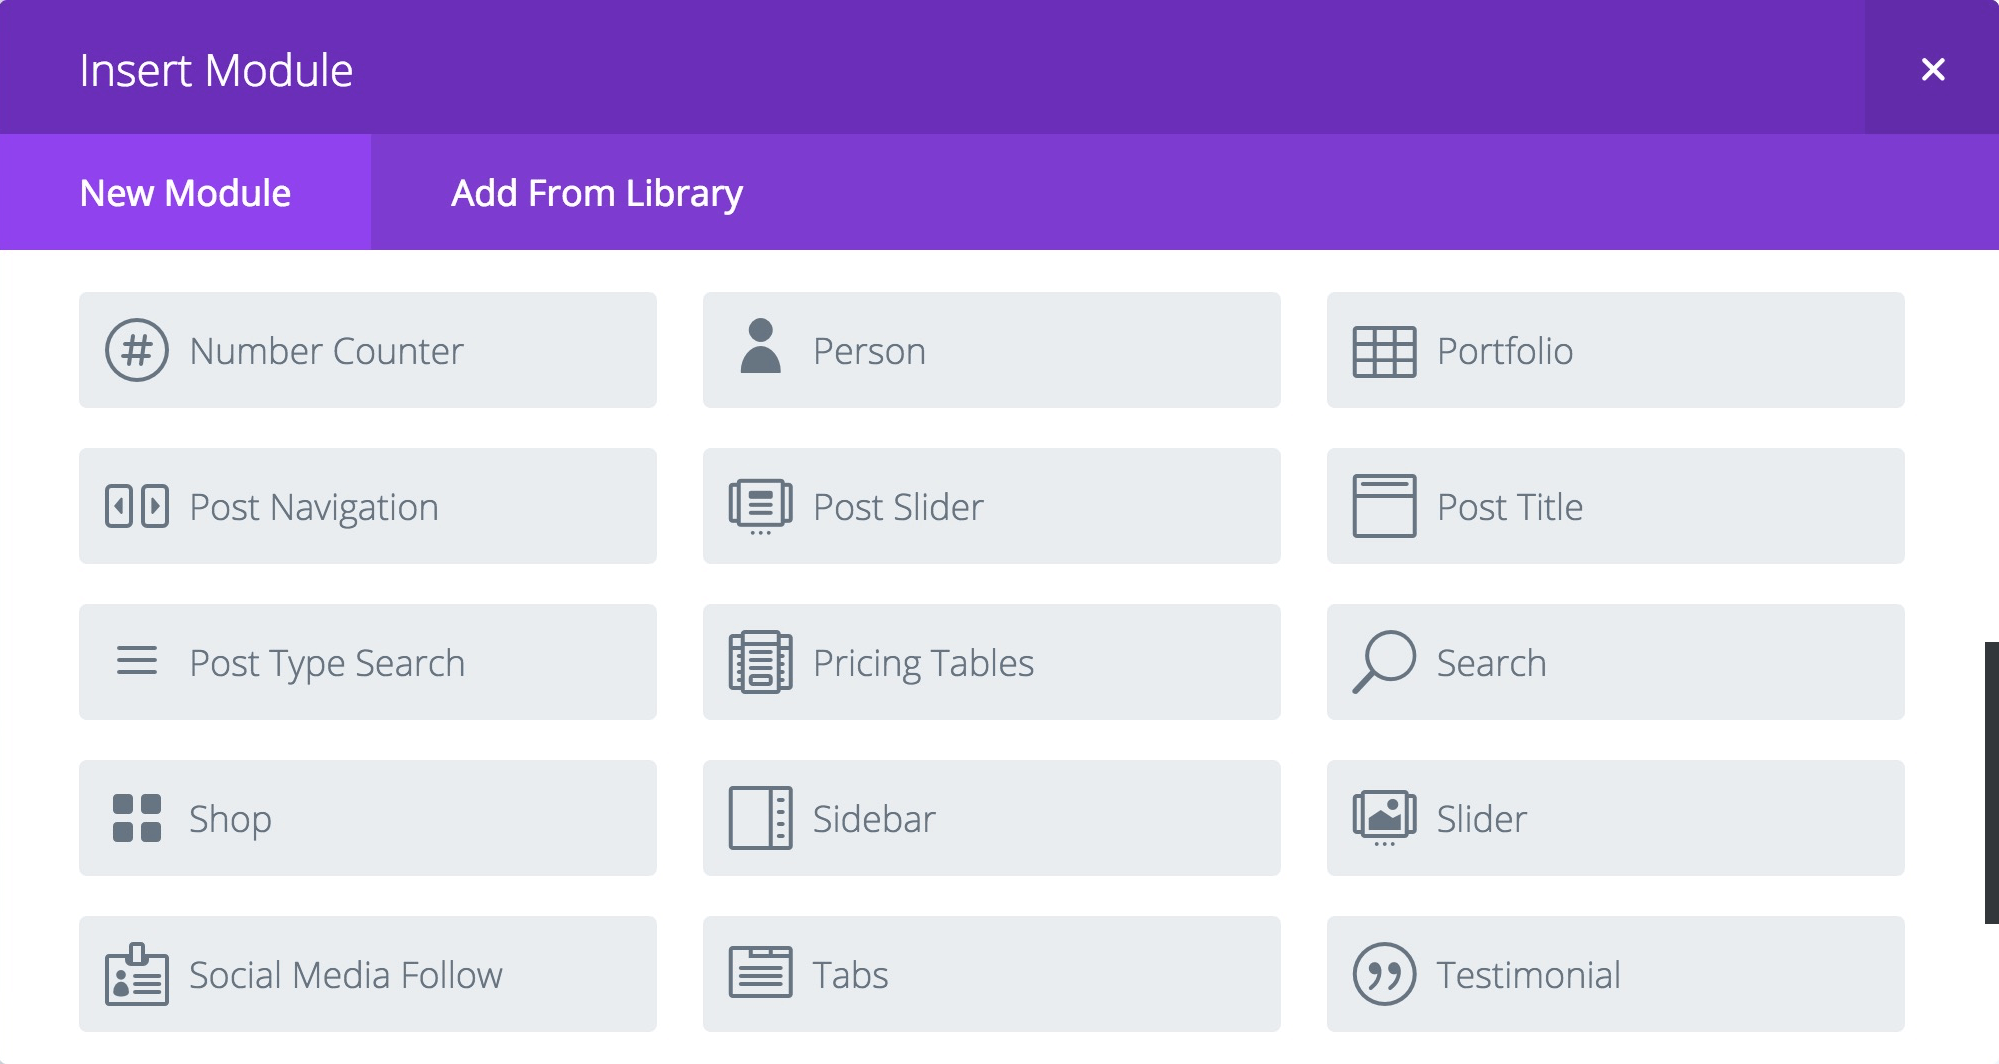 Insert Module
New Module
Add From Library
Number Counter
Person
Portfolio
Post Navigation
Post Slider
Post Title
Post Type Search
Pricing Tables
Search
Shop
Sidebar
Slider
Social Media Follow
Tabs
Testimonial